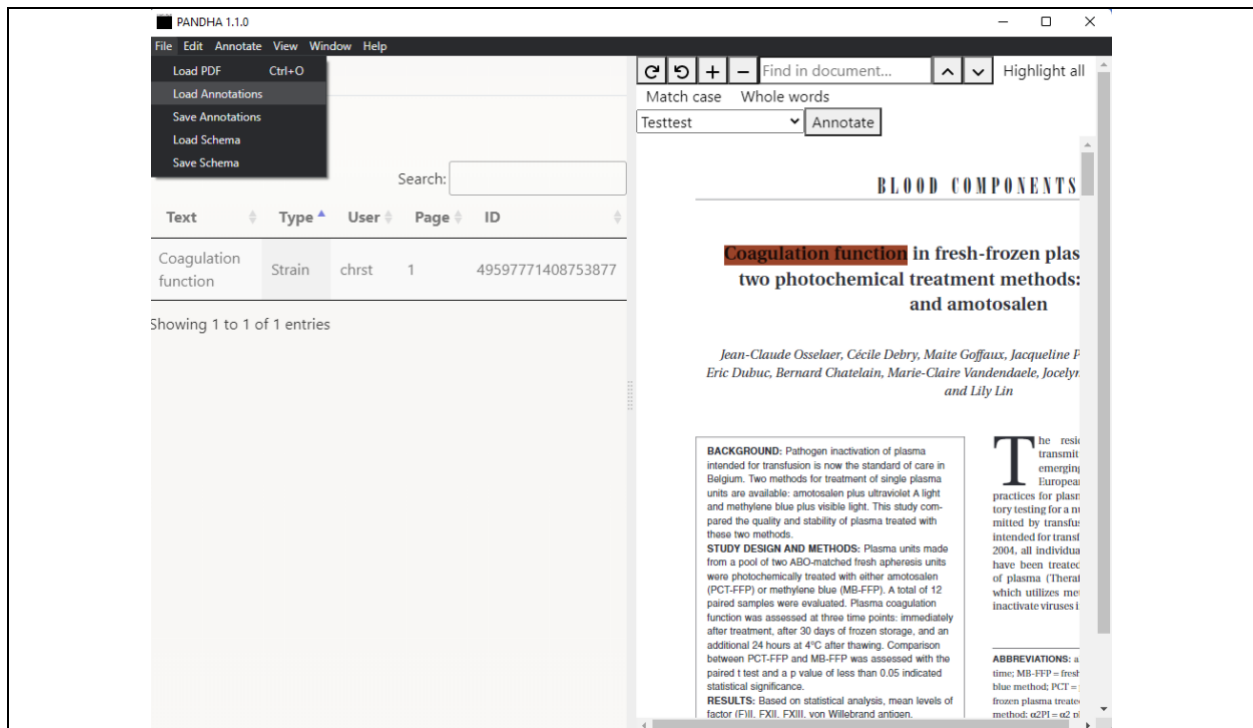 PANDHA 1.1.0
File Edit Annotate View Window Help
Load PDF Ctrl+O
Load Annotations
Save Annotations
Load Schema
Save Schema
Search:
Text Type User Page ID
Coagulation
function
Strain chrst 1 49597771408753877
Showing 1 to 1 of 1 entries
Find in document... Highlight all
Match case Whole words
Testtest Annotate
BLOOD COMPONENTS
Coagulation function in fresh-frozen plas
two photochemical treatment methods:
and amotosalen
Jean-Claude Osselaer, Cécile Debry, Maite Goffaux, Jacqueline P
Eric Dubuc, Bernard Chatelain, Marie-Claire Vandendaele, Jocelyn
and Lily Lin
BACKGROUND: Pathogen inactivation of plasma
intended for transfusion is now the standard of care in
Belgium. Two methods for treatment of single plasma
units are available: amotosalen plus ultraviolet A light
and methylene blue plus visible light. This study com-
pared the quality and stability of plasma treated with
these two methods.
STUDY DESIGN AND METHODS: Plasma units made
from a pool of two ABO-matched fresh apheresis units
were photochemically treated with either amotosalen
(PCT-FFP) or methylene blue (MB-FFP). A total of 12
paired samples were evaluated. Plasma coagulation
function was assessed at three time points: immediately
after treatment, after 30 days of frozen storage, and an
additional 24 hours at 4°C after thawing. Comparison
between PCT-FFP and MB-FFP was assessed with the
paired t test and a p value of less than 0.05 indicated
statistical significance.
RESULTS: Based on statistical analysis, mean levels of
factor (F)II, FXII, FXIII, von Willebrand antigen,
The resi
transmit
emerging
European
practices for plasm
tory testing for a
mitted by transfus
intended for transf
2004, all individua
have been treated
of plasma (Theraf
which utilizes me
inactivate viruses i
ABBREVIATIONS: a
time; MB-FFP = fresh
blue method; PCT =
frozen plasma treate
method; α2PI = α2 pl